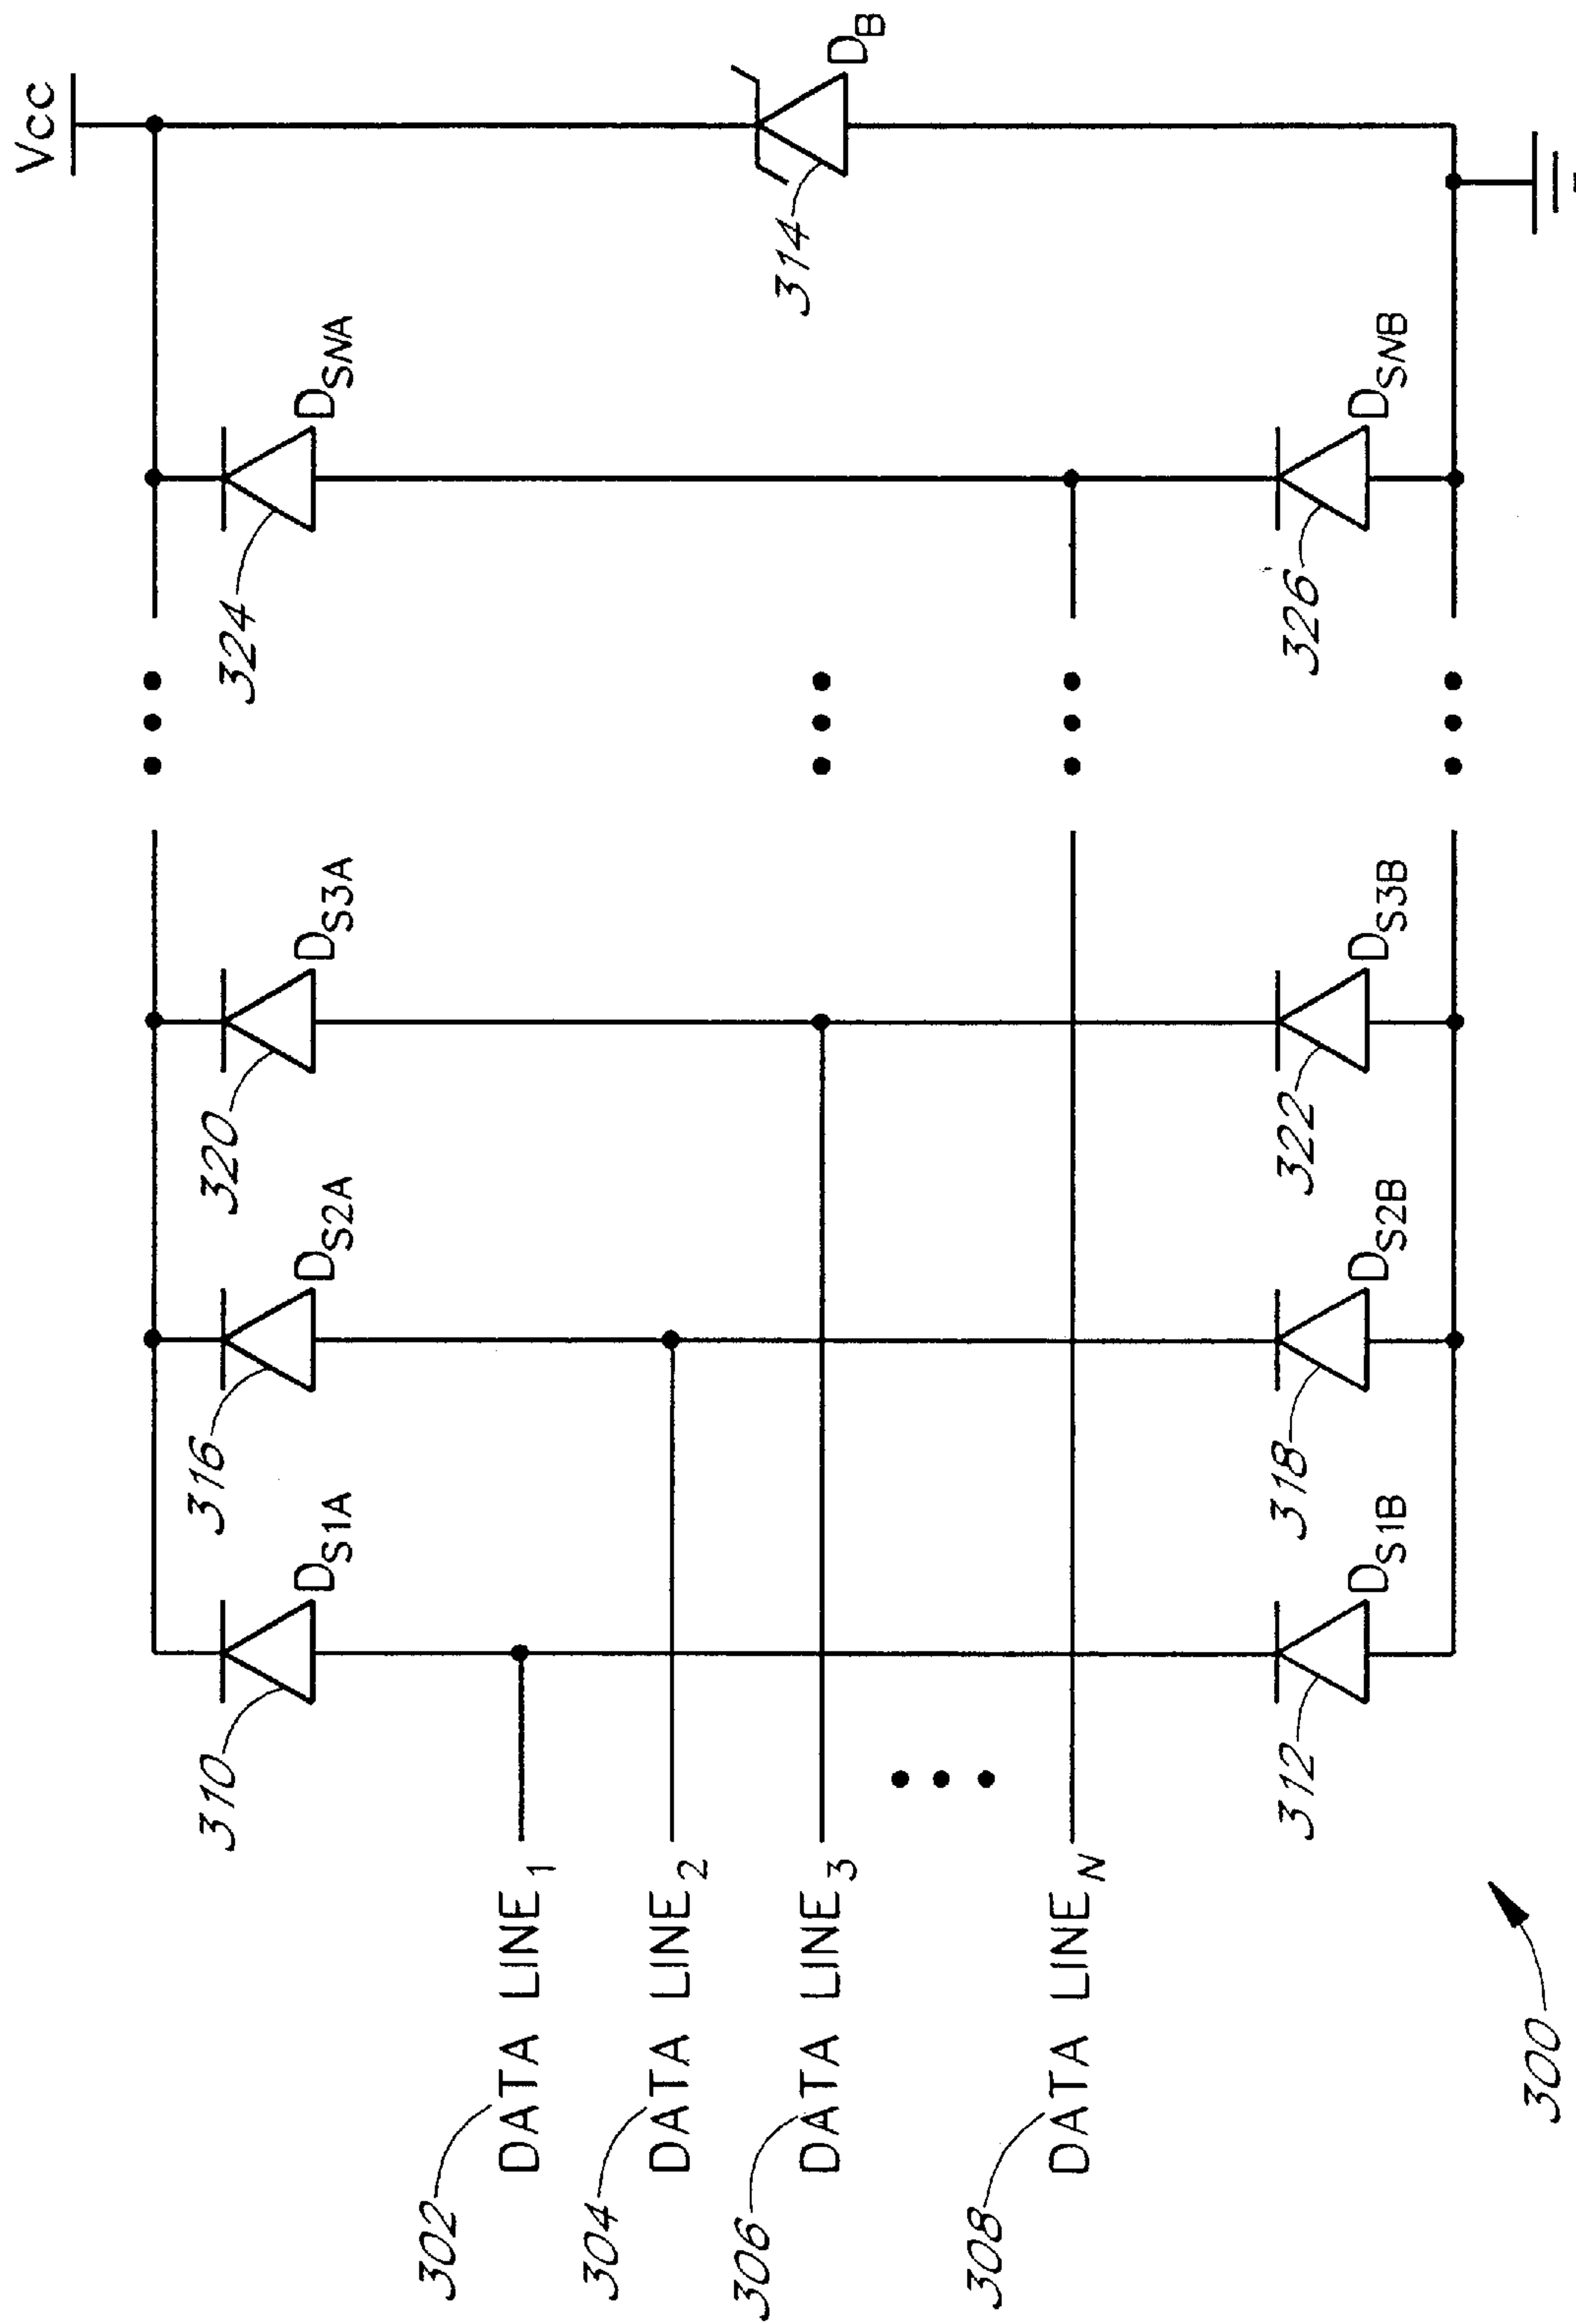 Vcc
324
D_SNA
320
D_S3A
316
D_S2A
310
D_S1A
314
D_B
302
DATA LINE_1
304
DATA LINE_2
306
DATA LINE_3
308
DATA LINE_N
312
D_S1B
318
D_S2B
322
D_S3B
326
D_SNB
300